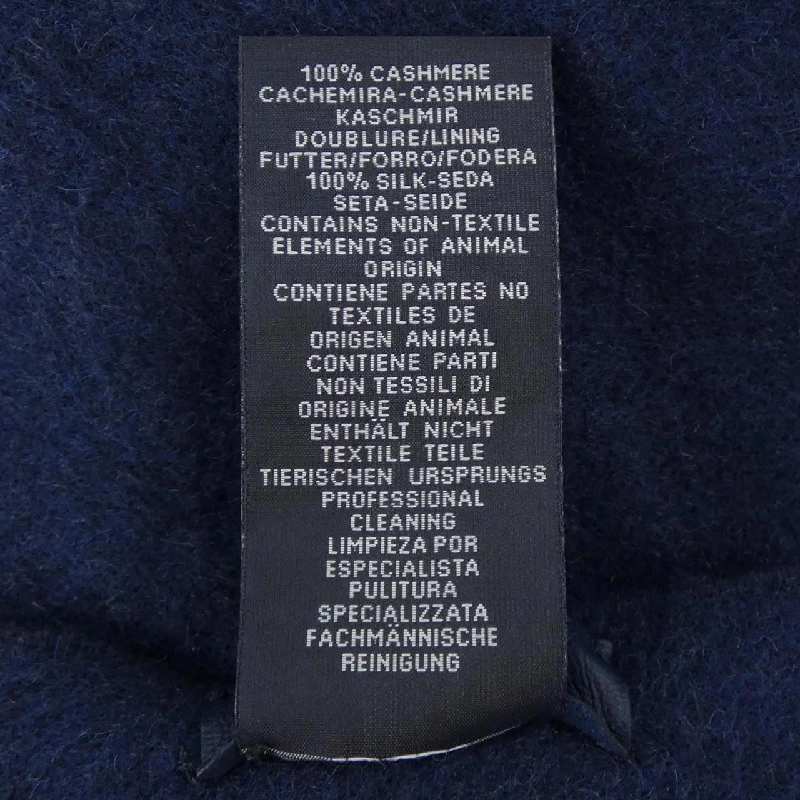 100% CASHMERE
CACHEMIRA-CASHMERE
KASCHMIR
DOUBLURE/LINING
FUTTER/FORRO/FODERA
100% SILK-SEDA
SETA-SEIDE
CONTAINS NON-TEXTILE
ELEMENTS OF ANIMAL
ORIGIN
CONTIENE PARTES NO
TEXTILES DE
ORIGEN ANIMAL
CONTIENE PARTI
NON TESSILI DI
ORIGINE ANIMALE
ENTHÄLT NICHT
TEXTILE TEILE
TIERISCHEN URSPRUNGS
PROFESSIONAL
CLEANING
LIMPIEZA POR
ESPECIALISTA
PULITURA
SPECIALIZZATA
FACHMÄNNISCHE
REINIGUNG